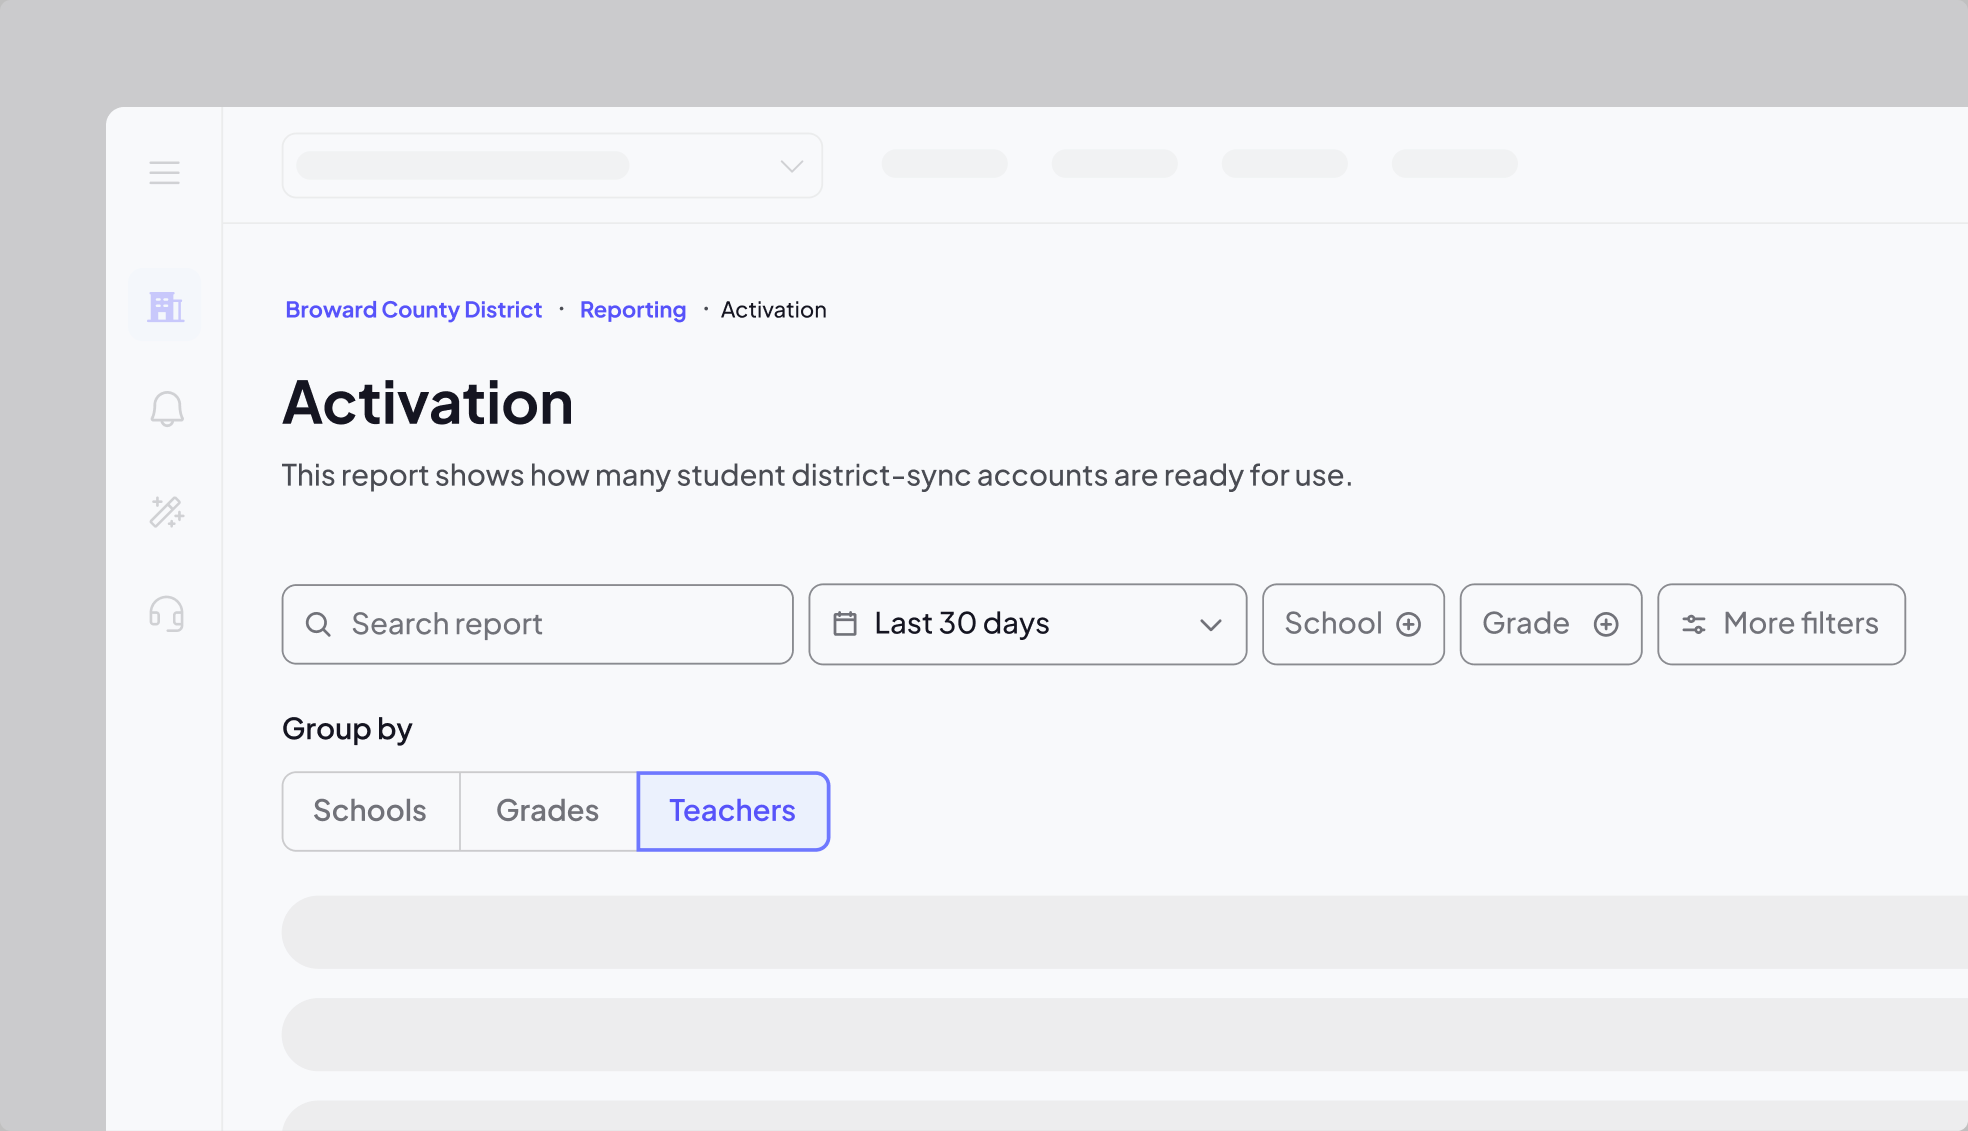 Broward County District · Reporting · Activation
Activation
This report shows how many student district-sync accounts are ready for use.
Search report
Last 30 days
School
Grade
More filters
Group by
Schools
Grades
Teachers